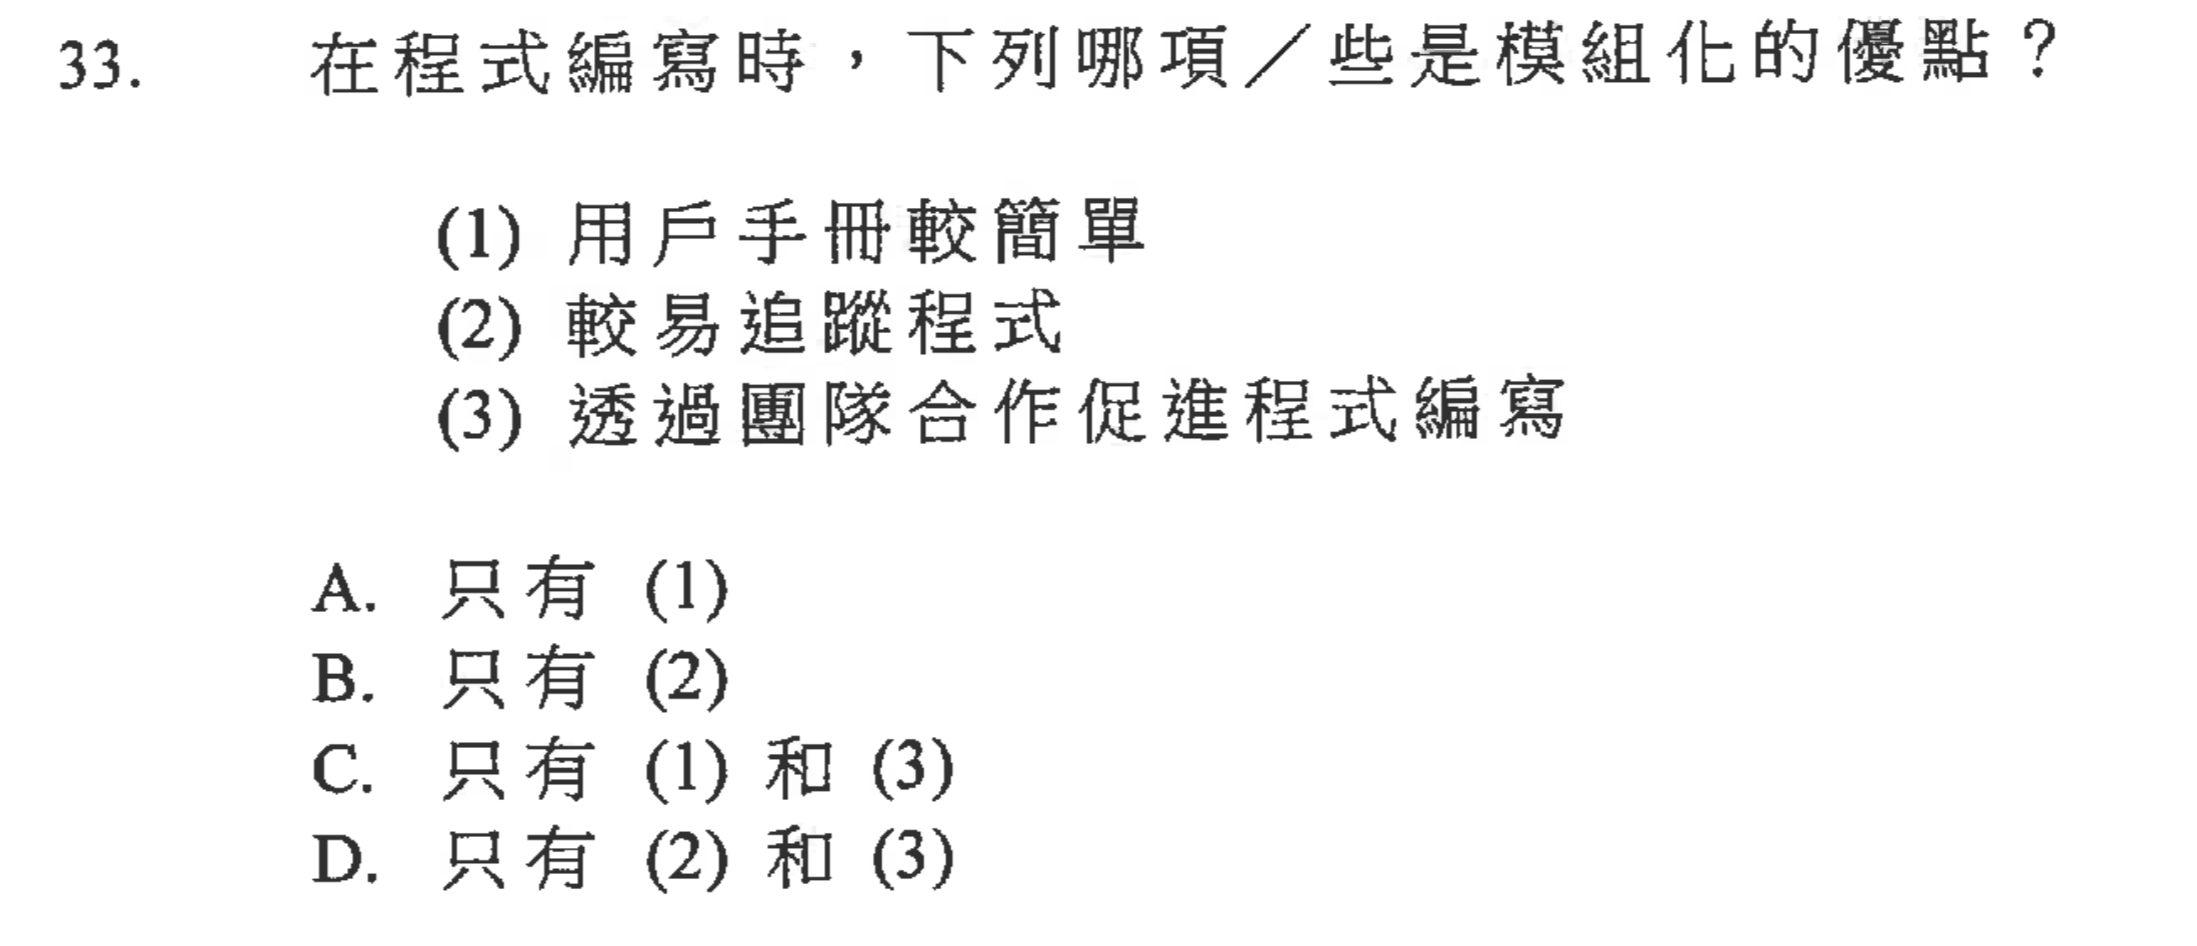 33. 在程式編寫時，下列哪項／些是模組化的優點？
(1) 用戶手冊較簡單
(2) 較易追蹤程式
(3) 透過團隊合作促進程式編寫
A. 只有 (1)
B. 只有 (2)
C. 只有 (1) 和 (3)
D. 只有 (2) 和 (3)